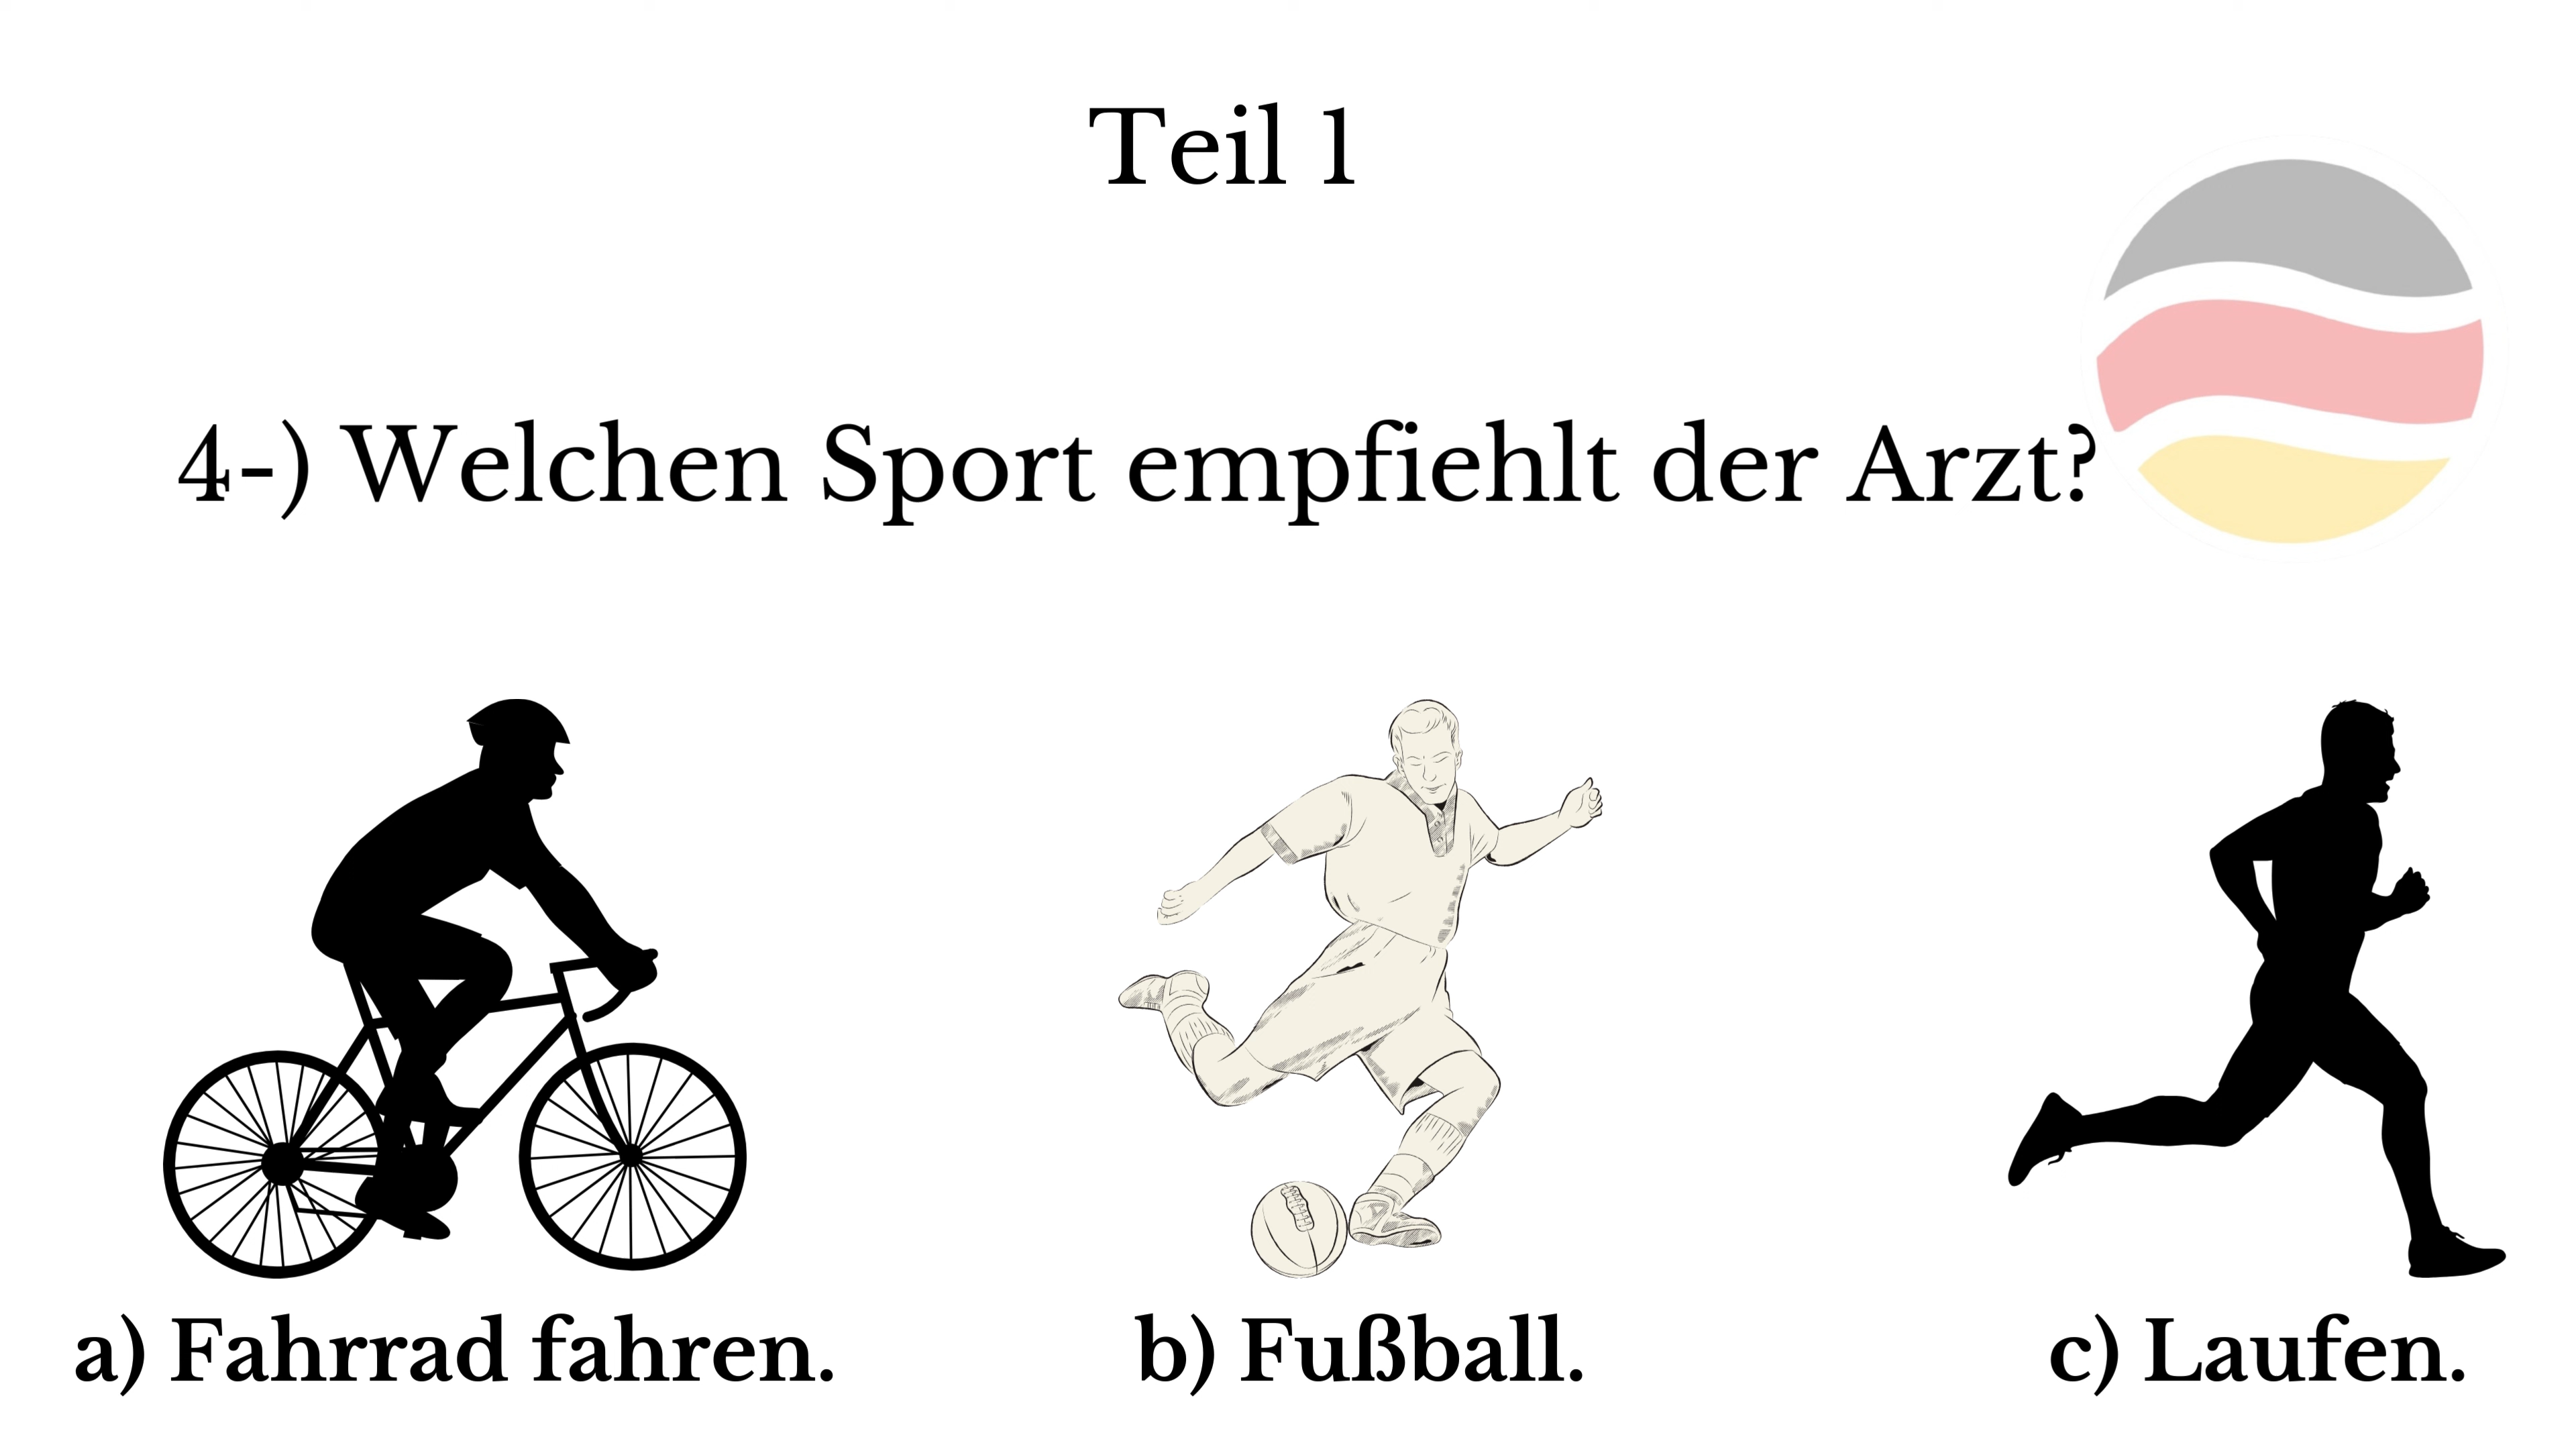 Teil 1
4-) Welchen Sport empfiehlt der Arzt?
a) Fahrrad fahren.
b) Fußball.
c) Laufen.